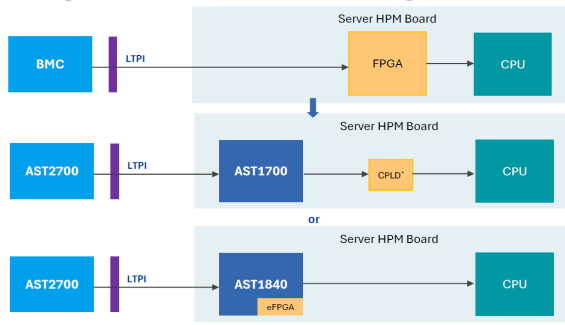 Server HPM Board
BMC
LTPI
FPGA
CPU
Server HPM Board
AST2700
LTPI
AST1700
CPLD*
CPU
or
Server HPM Board
AST2700
LTPI
AST1840
eFPGA
CPU